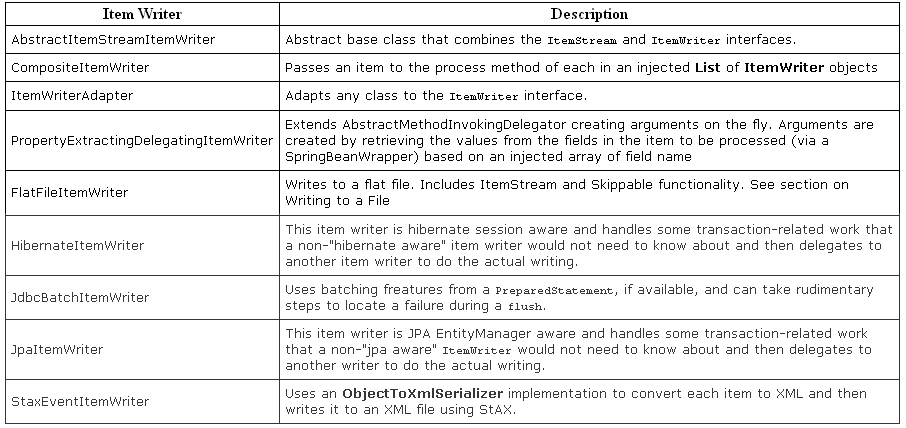 Item Writer Description
AbstractItemStreamItemWriter Abstract base class that combines the ItemStream and ItemWriter interfaces.
CompositeItemWriter Passes an item to the process method of each in an injected List of ItemWriter objects
ItemWriterAdapter Adapts any class to the ItemWriter interface.
PropertyExtractingDelegatingItemWriter Extends AbstractMethodInvokingDelegator creating arguments on the fly. Arguments are
created by retrieving the values from the fields in the item to be processed (via a
SpringBeanWrapper) based on an injected array of field name
FlatFileItemWriter Writes to a flat file. Includes ItemStream and Skippable functionality. See section on
Writing to a File
HibernateItemWriter This item writer is hibernate session aware and handles some transaction-related work that
a non-"hibernate aware" item writer would not need to know about and then delegates to
another item writer to do the actual writing.
JdbcBatchItemWriter Uses batching freatures from a PreparedStatement, if available, and can take rudimentary
steps to locate a failure during a flush.
JpaItemWriter This item writer is JPA EntityManager aware and handles some transaction-related work
that a non-"jpa aware" ItemWriter would not need to know about and then delegates to
another writer to do the actual writing.
StaxEventItemWriter Uses an ObjectToXmlSerializer implementation to convert each item to XML and then
writes it to an XML file using StAX.